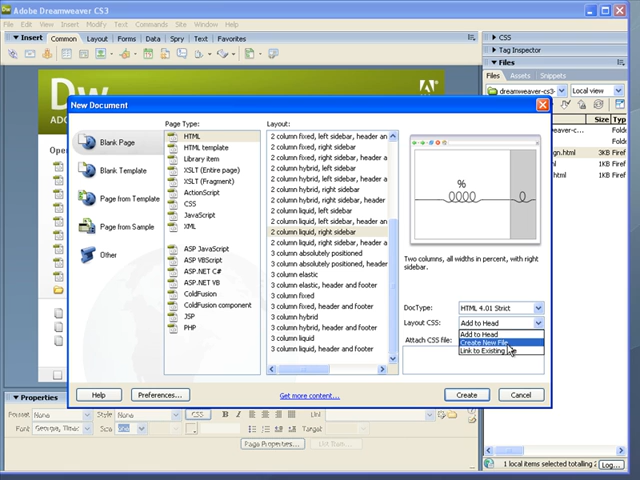 Adobe Dreamweaver CS3
File Edit View Insert Modify Text Commands Site Window Help
Insert Common Layout Forms Data Spry Text Favorites
CSS
Tag Inspector
Files
Files Assets Snippets
dreamweaver-cs3- Local view
Size Typ
Folder
3KB Firef
1KB Firef
1KB Firef
Dw
New Document
Blank Page
Blank Template
Page from Template
Page from Sample
Other
Page Type:
HTML
HTML template
Library item
XSLT (Entire page)
XSLT (Fragment)
ActionScript
CSS
JavaScript
XML
ASP JavaScript
ASP VBScript
ASP.NET C#
ASP.NET VB
ColdFusion
ColdFusion component
JSP
PHP
Layout:
2 column fixed, left sidebar, header an
2 column fixed, right sidebar
2 column fixed, right sidebar, header a
2 column hybrid, left sidebar
2 column hybrid, left sidebar, header a
2 column hybrid, right sidebar
2 column hybrid, right sidebar, header
2 column liquid, left sidebar
2 column liquid, left sidebar, header an
2 column liquid, right sidebar
2 column liquid, right sidebar, header a
3 column absolutely positioned
3 column absolutely positioned, header
3 column elastic
3 column elastic, header and footer
3 column fixed
3 column fixed, header and footer
3 column hybrid
3 column hybrid, header and footer
3 column liquid
3 column liquid, header and footer
%
Two columns, all widths in percent, with right
sidebar.
DocType: HTML 4.01 Strict
Layout CSS: Add to Head
Add to Head
Create New File
Link to Existing
Attach CSS file:
Help Preferences... Get more content... Create Cancel
Properties
Format None Style None CSS B I Link
Font Georgia, Times Size Target
Page Properties... List Item...
1 local items selected totalling Log...